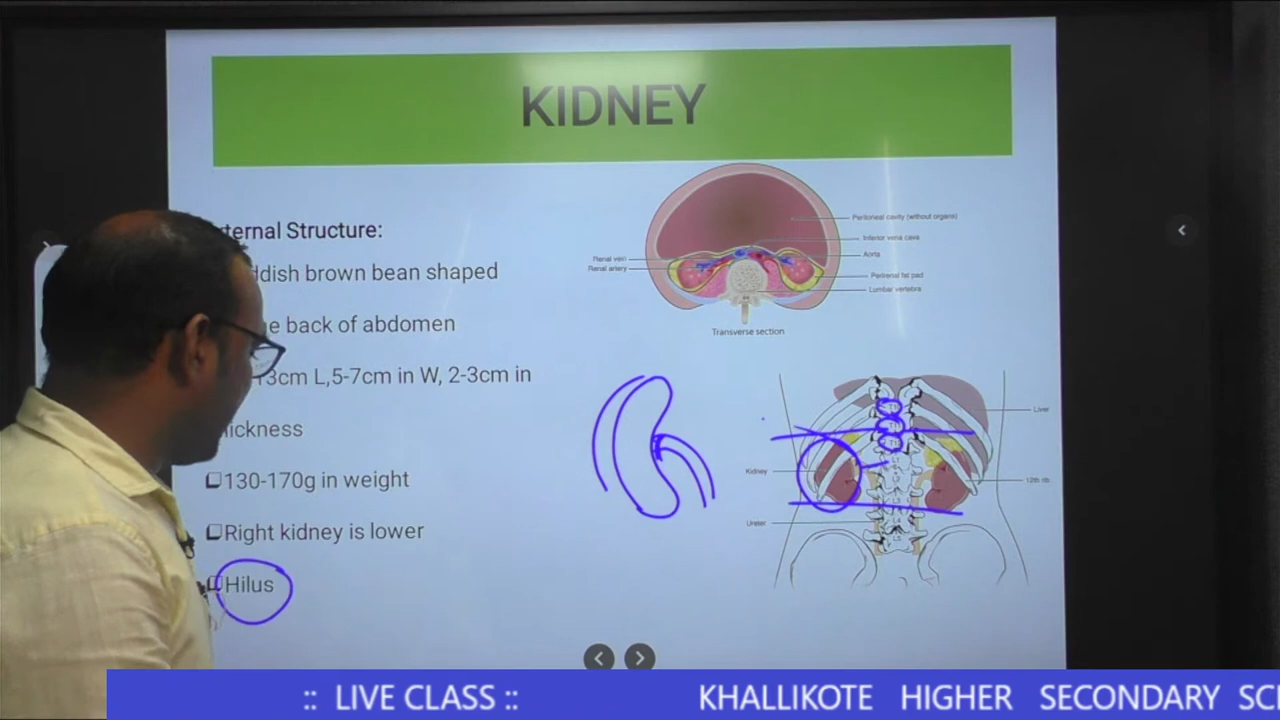 KIDNEY
ternal Structure:
ddish brown bean shaped
e back of abdomen
13cm L,5-7cm in W, 2-3cm in
ickness
130-170g in weight
Right kidney is lower
Hilus
Peritoneal cavity (without organs)
Inferior vena cava
Aorta
Renal vein
Renal artery
Perirenal fat pad
Lumbar vertebra
Transverse section
Liver
Kidney
12th rib
Ureter
:: LIVE CLASS :: KHALLIKOTE HIGHER SECONDARY SC